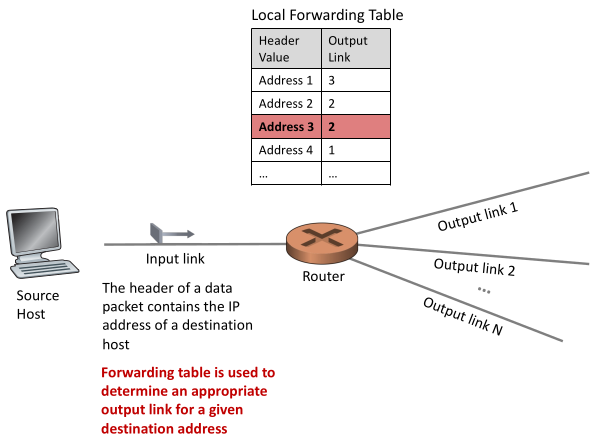 Local Forwarding Table
Header Value
Output Link
Address 1 3
Address 2 2
Address 3 2
Address 4 1
... ...
Source
Host
Input link
Router
Output link 1
Output link 2
...
Output link N
The header of a data
packet contains the IP
address of a destination
host
Forwarding table is used to
determine an appropriate
output link for a given
destination address